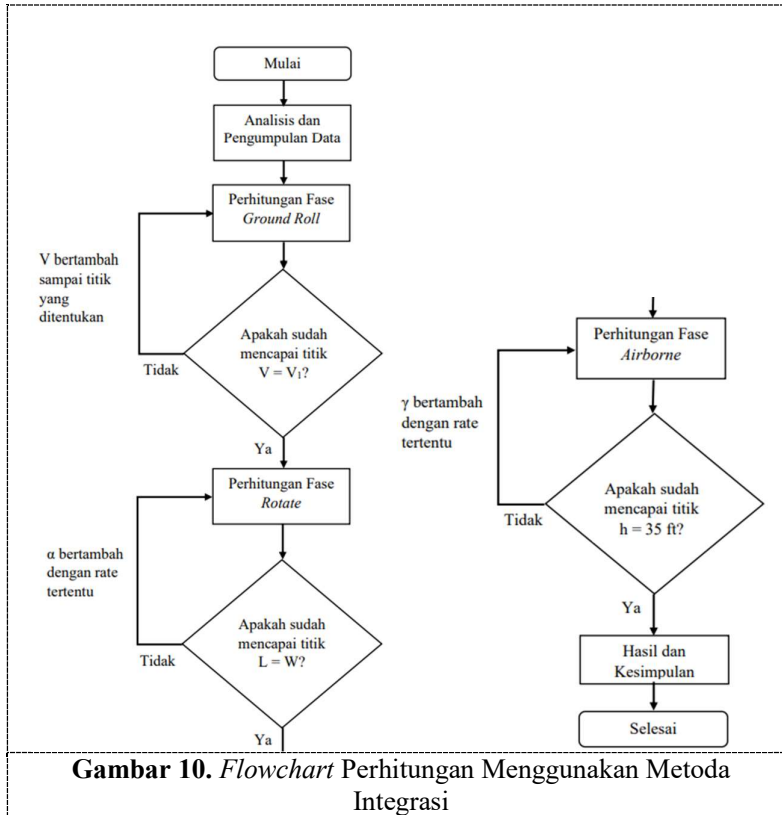 Mulai
Analisis dan
Pengumpulan Data
Perhitungan Fase
Ground Roll
V bertambah
sampai titik
yang
ditentukan
Apakah sudah
mencapai titik
V = V₁?
Tidak
Ya
Perhitungan Fase
Rotate
α bertambah
dengan rate
tertentu
Apakah sudah
mencapai titik
L = W?
Tidak
Ya
Perhitungan Fase
Airborne
γ bertambah
dengan rate
tertentu
Apakah sudah
mencapai titik
h = 35 ft?
Tidak
Ya
Hasil dan
Kesimpulan
Selesai
Gambar 10. Flowchart Perhitungan Menggunakan Metoda
Integrasi